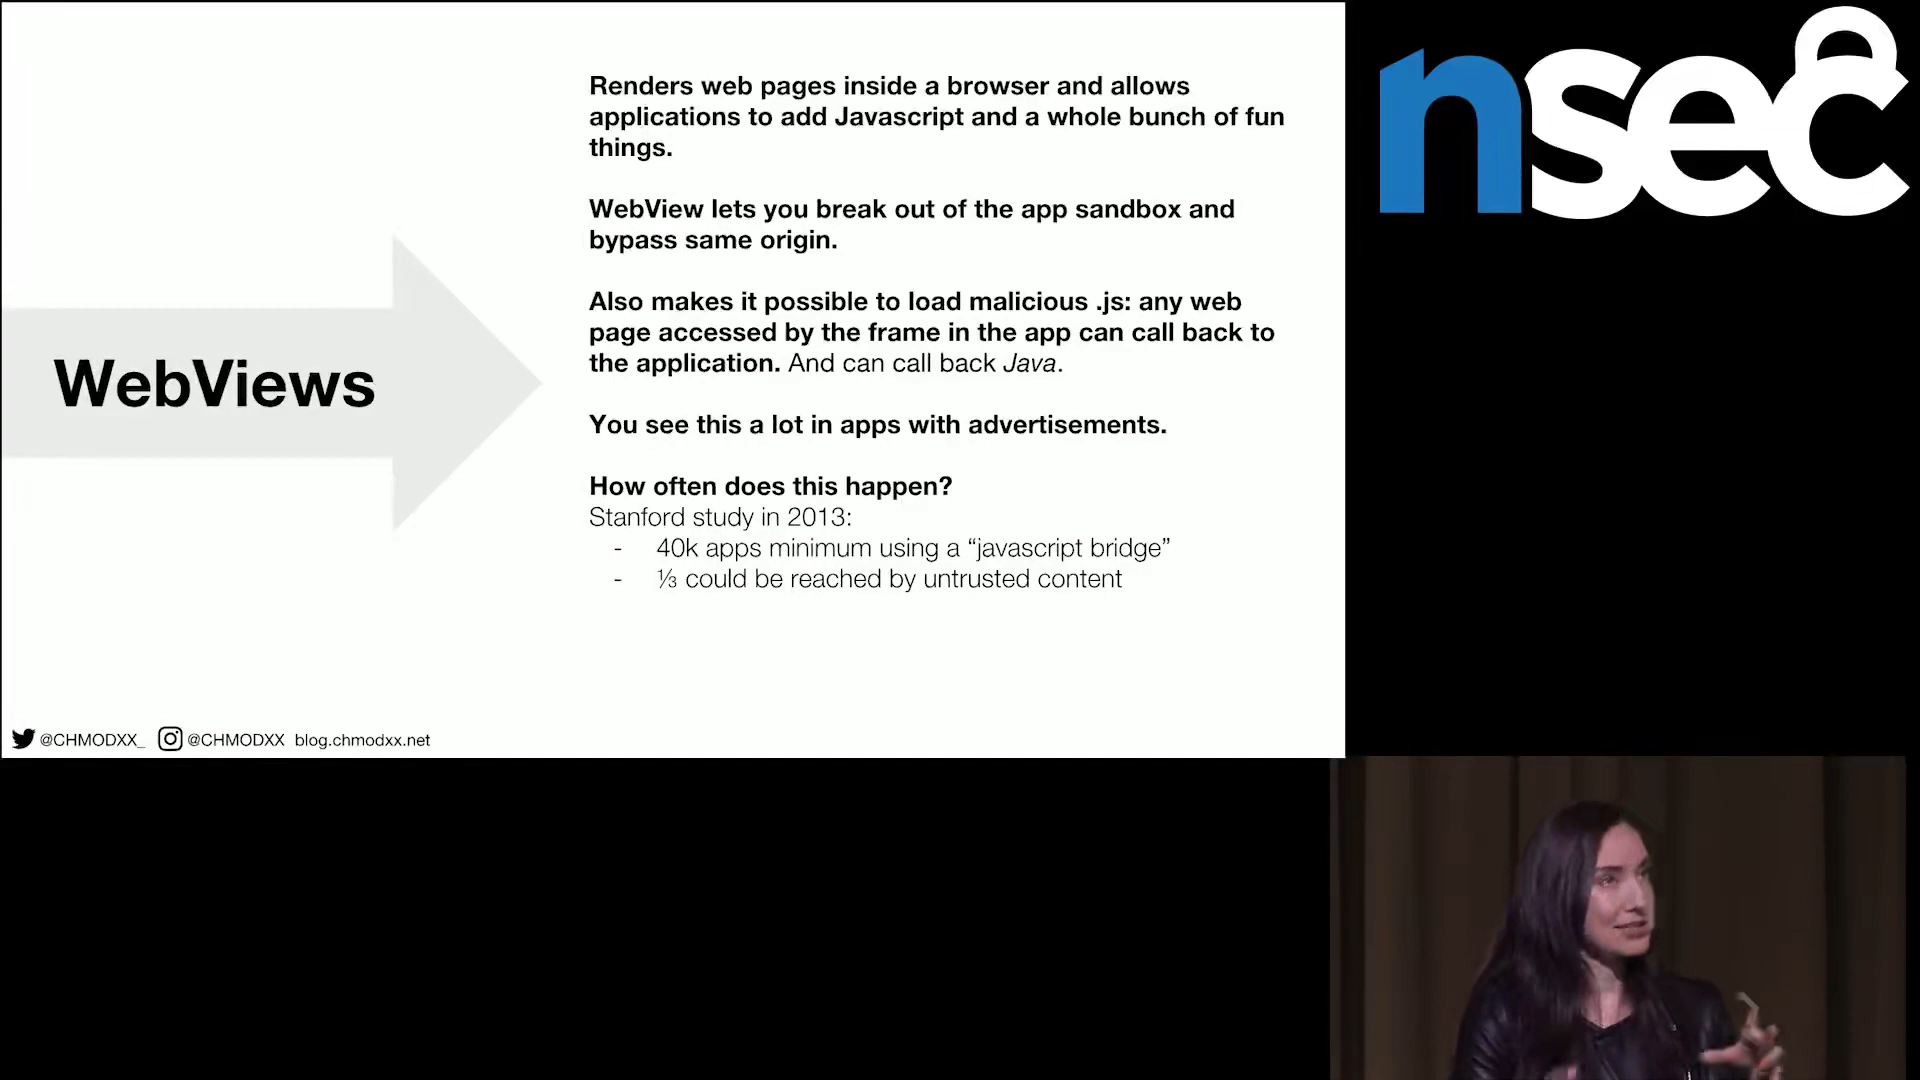 Renders web pages inside a browser and allows
applications to add Javascript and a whole bunch of fun
things.
WebView lets you break out of the app sandbox and
bypass same origin.
Also makes it possible to load malicious .js: any web
page accessed by the frame in the app can call back to
the application. And can call back Java.
You see this a lot in apps with advertisements.
How often does this happen?
Stanford study in 2013:
- 40k apps minimum using a “javascript bridge”
- ⅓ could be reached by untrusted content
WebViews
@CHMODXX_ @CHMODXX blog.chmodxx.net
nsec